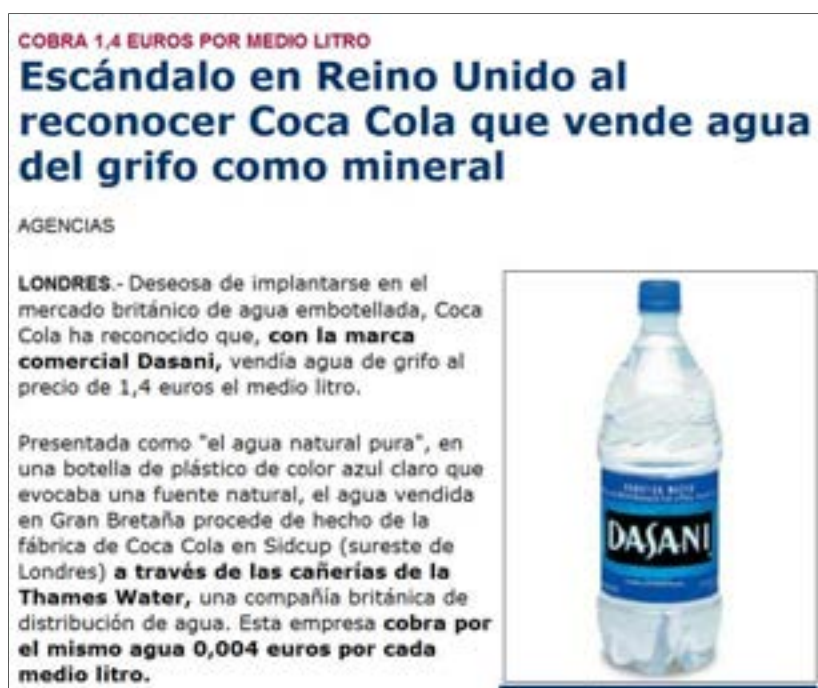 COBRA 1,4 EUROS POR MEDIO LITRO
Escándalo en Reino Unido al
reconocer Coca Cola que vende agua
del grifo como mineral
AGENCIAS
LONDRES.- Deseosa de implantarse en el
mercado británico de agua embotellada, Coca
Cola ha reconocido que, con la marca
comercial Dasani, vendía agua de grifo al
precio de 1,4 euros el medio litro.
Presentada como "el agua natural pura", en
una botella de plástico de color azul claro que
evocaba una fuente natural, el agua vendida
en Gran Bretaña procede de hecho de la
fábrica de Coca Cola en Sidcup (sureste de
Londres) a través de las cañerías de la
Thames Water, una compañía británica de
distribución de agua. Esta empresa cobra por
el mismo agua 0,004 euros por cada
medio litro.
DASANI